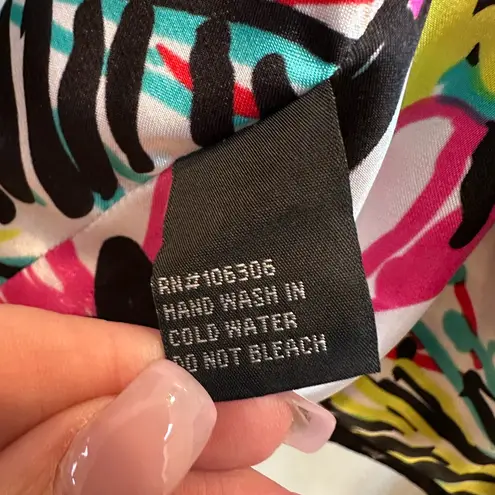 RN#106306
HAND WASH IN
COLD WATER
DO NOT BLEACH